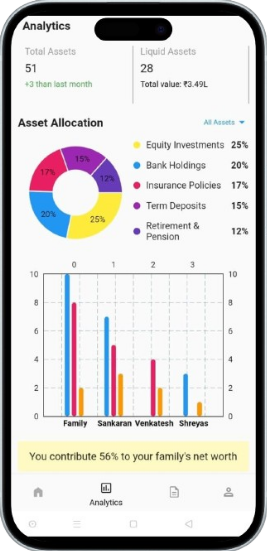 Analytics
Total Assets
Liquid Assets
51
28
+3 than last month
Total value: ₹3.49L
Asset Allocation
All Assets
Equity Investments 25%
Bank Holdings 20%
Insurance Policies 17%
Term Deposits 15%
Retirement & Pension 12%
15%
17%
12%
20%
25%
0 1 2 3
10 10
8 8
6 6
4 4
2 2
0 0
Family Sankaran Venkatesh Shreyas
You contribute 56% to your family's net worth
Analytics